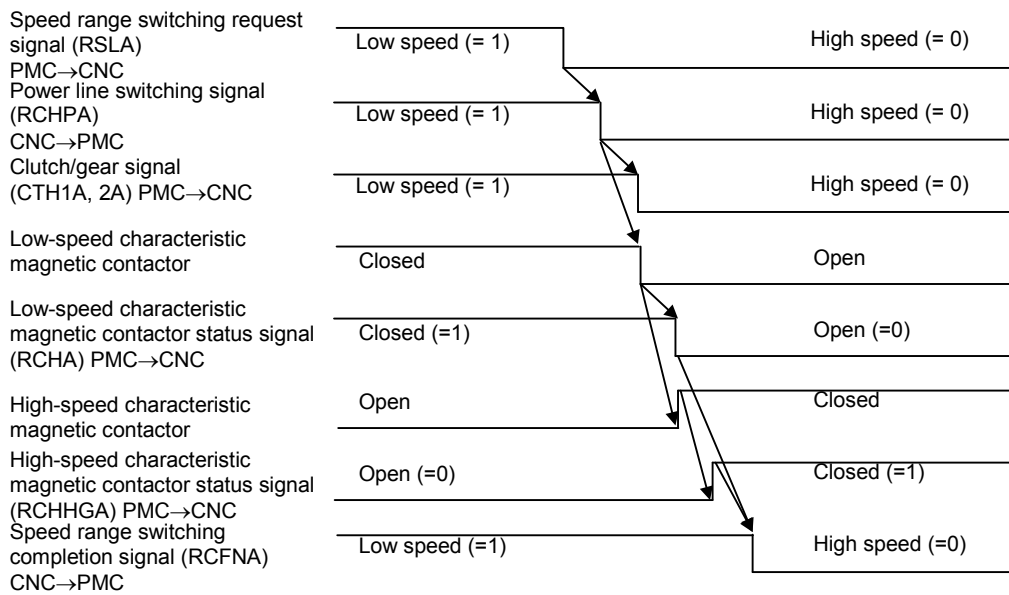 Speed range switching request
signal (RSLA)
PMC→CNC
Low speed (= 1)
High speed (= 0)
Power line switching signal
(RCHPA)
CNC→PMC
Low speed (= 1)
High speed (= 0)
Clutch/gear signal
(CTH1A, 2A) PMC→CNC
Low speed (= 1)
High speed (= 0)
Low-speed characteristic
magnetic contactor
Closed
Open
Low-speed characteristic
magnetic contactor status signal
(RCHA) PMC→CNC
Closed (=1)
Open (=0)
High-speed characteristic
magnetic contactor
Open
Closed
High-speed characteristic
magnetic contactor status signal
(RCHHGA) PMC→CNC
Open (=0)
Closed (=1)
Speed range switching
completion signal (RCFNA)
CNC→PMC
Low speed (=1)
High speed (=0)